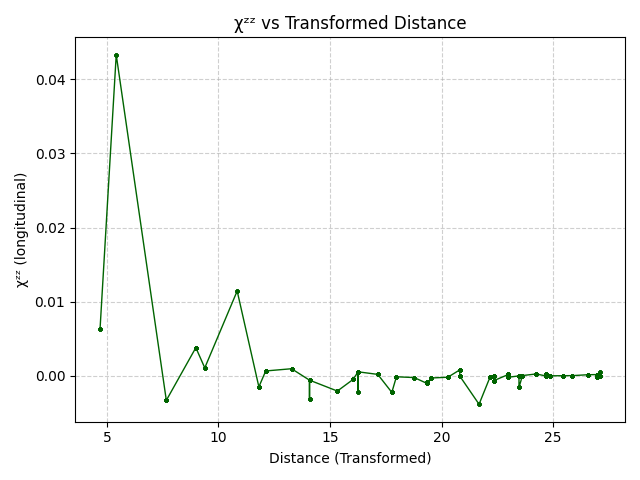 χᶻᶻ vs Transformed Distance
χᶻᶻ (longitudinal)
0.04
0.03
0.02
0.01
0.00
5 10 15 20 25
Distance (Transformed)